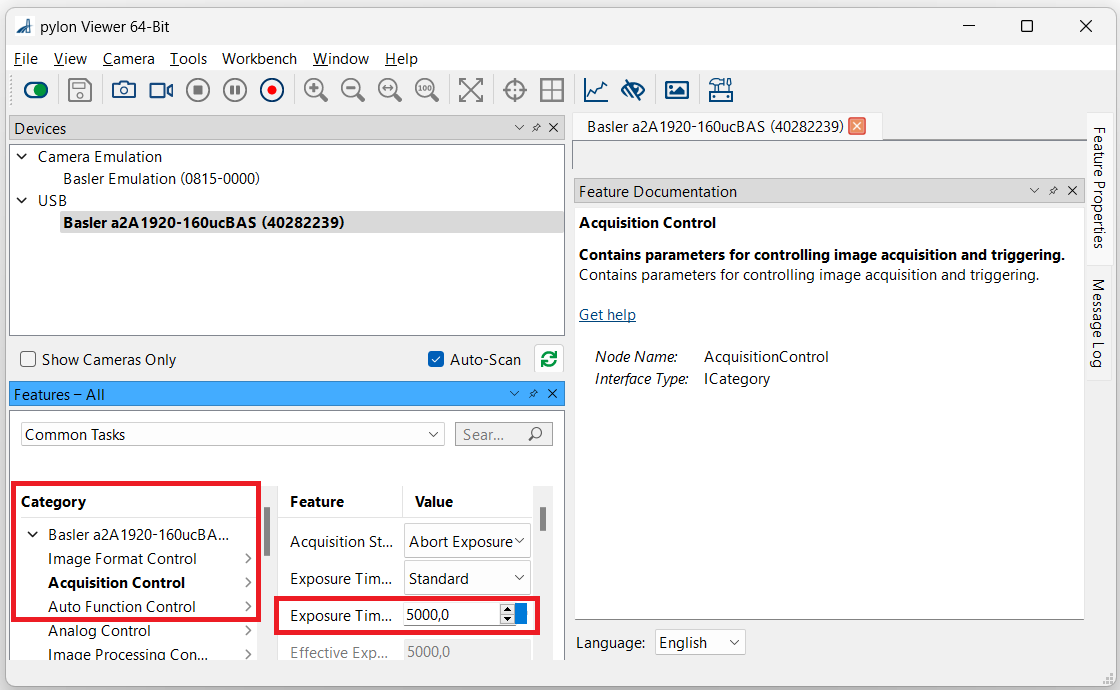 pylon Viewer 64-Bit
File View Camera Tools Workbench Window Help
100
Devices
Camera Emulation
Basler Emulation (0815-0000)
USB
Basler a2A1920-160ucBAS (40282239)
Show Cameras Only
Auto-Scan
Features – All
Common Tasks
Sear...
Category
Basler a2A1920-160ucBA...
Image Format Control
Acquisition Control
Auto Function Control
Analog Control
Image Processing Con...
Feature Value
Acquisition St... Abort Exposure
Exposure Tim... Standard
Exposure Tim... 5000,0
Effective Exp... 5000,0
Basler a2A1920-160ucBAS (40282239)
Feature Documentation
Acquisition Control
Contains parameters for controlling image acquisition and triggering.
Contains parameters for controlling image acquisition and triggering.
Get help
Node Name: AcquisitionControl
Interface Type: ICategory
Language: English
Feature Properties
Message Log